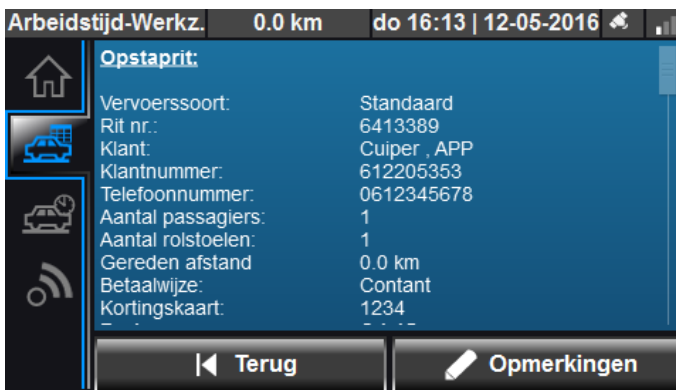 Arbeidstijd-Werkz. 0.0 km do 16:13 | 12-05-2016
Opstaprit:
Vervoerssoort: Standaard
Rit nr.: 6413389
Klant: Cuiper , APP
Klantnummer: 612205353
Telefoonnummer: 0612345678
Aantal passagiers: 1
Aantal rolstoelen: 1
Gereden afstand 0.0 km
Betaalwijze: Contant
Kortingskaart: 1234
Terug Opmerkingen